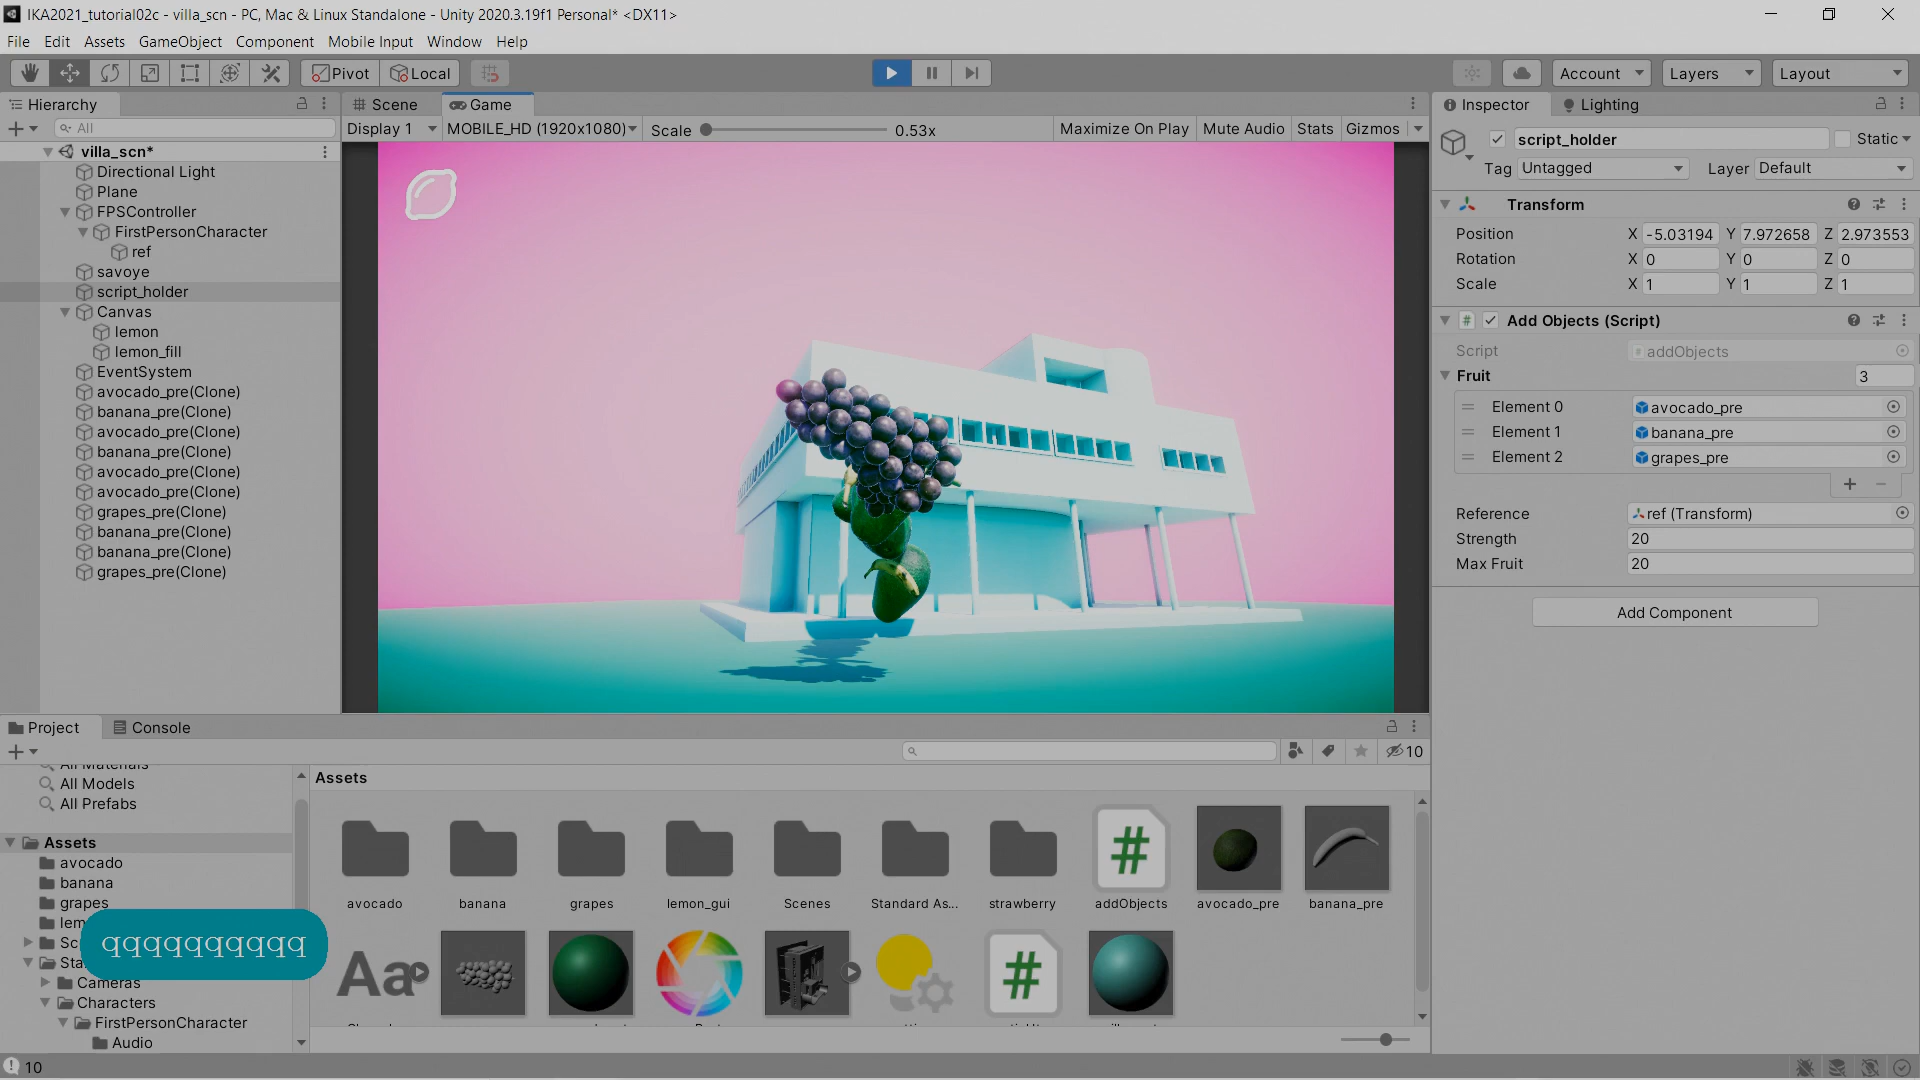 IKA2021_tutorial02c - villa_scn - PC, Mac & Linux Standalone - Unity 2020.3.19f1 Personal* <DX11>
File Edit Assets GameObject Component Mobile Input Window Help
Pivot Local Account Layers Layout
Hierarchy
All
villa_scn*
Directional Light
Plane
FPSController
FirstPersonCharacter
ref
savoye
script_holder
Canvas
lemon
lemon_fill
EventSystem
avocado_pre(Clone)
banana_pre(Clone)
avocado_pre(Clone)
banana_pre(Clone)
avocado_pre(Clone)
avocado_pre(Clone)
grapes_pre(Clone)
banana_pre(Clone)
banana_pre(Clone)
grapes_pre(Clone)
Scene Game
Display 1 MOBILE_HD (1920x1080) Scale 0.53x Maximize On Play Mute Audio Stats Gizmos
Inspector Lighting
script_holder Static
Tag Untagged Layer Default
Transform
Position X -5.03194 Y 7.972658 Z 2.973553
Rotation X 0 Y 0 Z 0
Scale X 1 Y 1 Z 1
# Add Objects (Script)
Script addObjects
Fruit 3
Element 0 avocado_pre
Element 1 banana_pre
Element 2 grapes_pre
Reference ref (Transform)
Strength 20
Max Fruit 20
Add Component
Project Console
10
All Models
All Prefabs
Assets
avocado
banana
grapes
Cameras
Characters
FirstPersonCharacter
Audio
qqqqqqqqqq
Assets
avocado banana grapes lemon_gui Scenes Standard As... strawberry addObjects avocado_pre banana_pre
Aa #
10